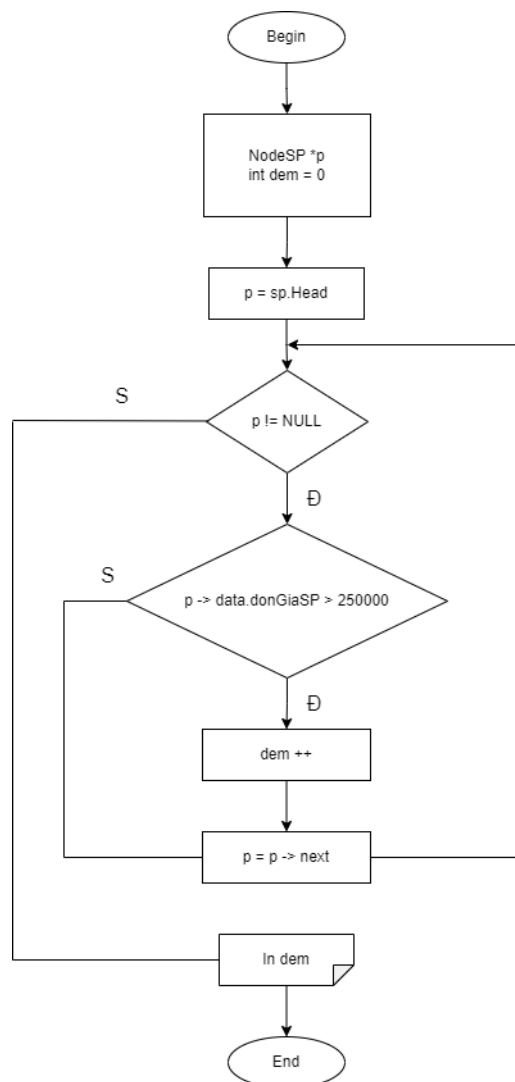 Begin
NodeSP *p
int dem = 0
p = sp.Head
S
p != NULL
Đ
S
p -> data.donGiaSP > 250000
Đ
dem ++
p = p -> next
In dem
End